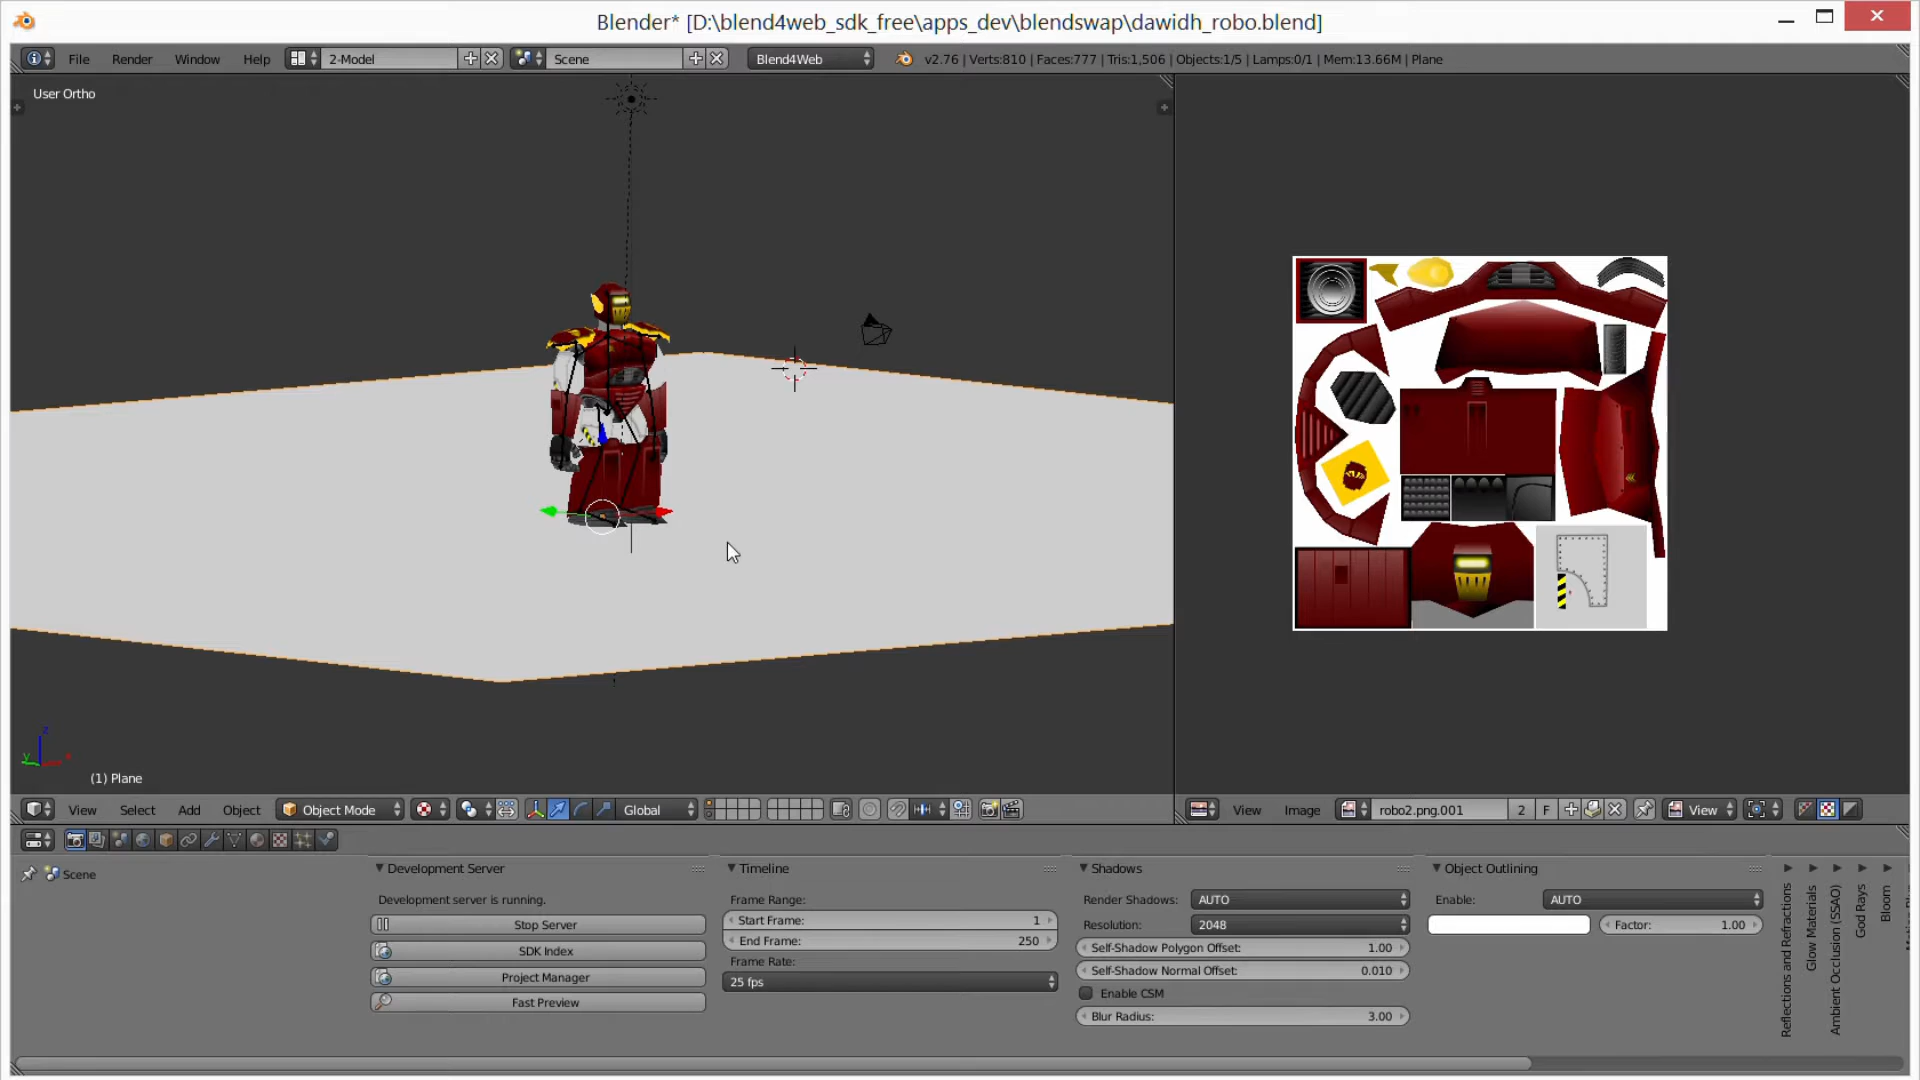 Blender* [D:\blend4web_sdk_free\apps_dev\blendswap\dawidh_robo.blend]
File Render Window Help 2-Model Scene Blend4Web v2.76 | Verts:810 | Faces:777 | Tris:1,506 | Objects:1/5 | Lamps:0/1 | Mem:13.66M | Plane
User Ortho
z
y x
(1) Plane
View Select Add Object Object Mode Global
View Image robo2.png.001 2 F View
Scene
Development Server
Development server is running.
Stop Server
SDK Index
Project Manager
Fast Preview
Timeline
Frame Range:
Start Frame: 1
End Frame: 250
Frame Rate:
25 fps
Shadows
Render Shadows: AUTO
Resolution: 2048
Self-Shadow Polygon Offset: 1.00
Self-Shadow Normal Offset: 0.010
Enable CSM
Blur Radius: 3.00
Object Outlining
Enable: AUTO
Factor: 1.00
Reflections and Refractions
Glow Materials
Ambient Occlusion (SSAO)
God Rays
Bloom